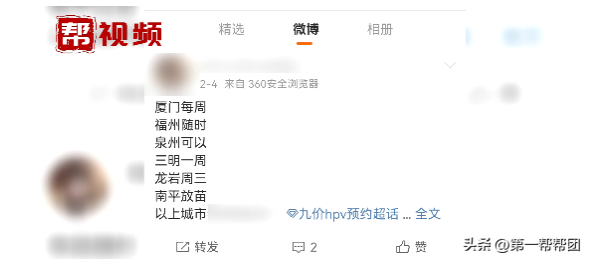 帮视频
精选 微博 相册
2-4 来自 360安全浏览器
厦门每周
福州随时
泉州可以
三明一周
龙岩周三
南平放苗
以上城市 九价hpv预约超话 ... 全文
转发 2 赞
头条 @第一帮帮团